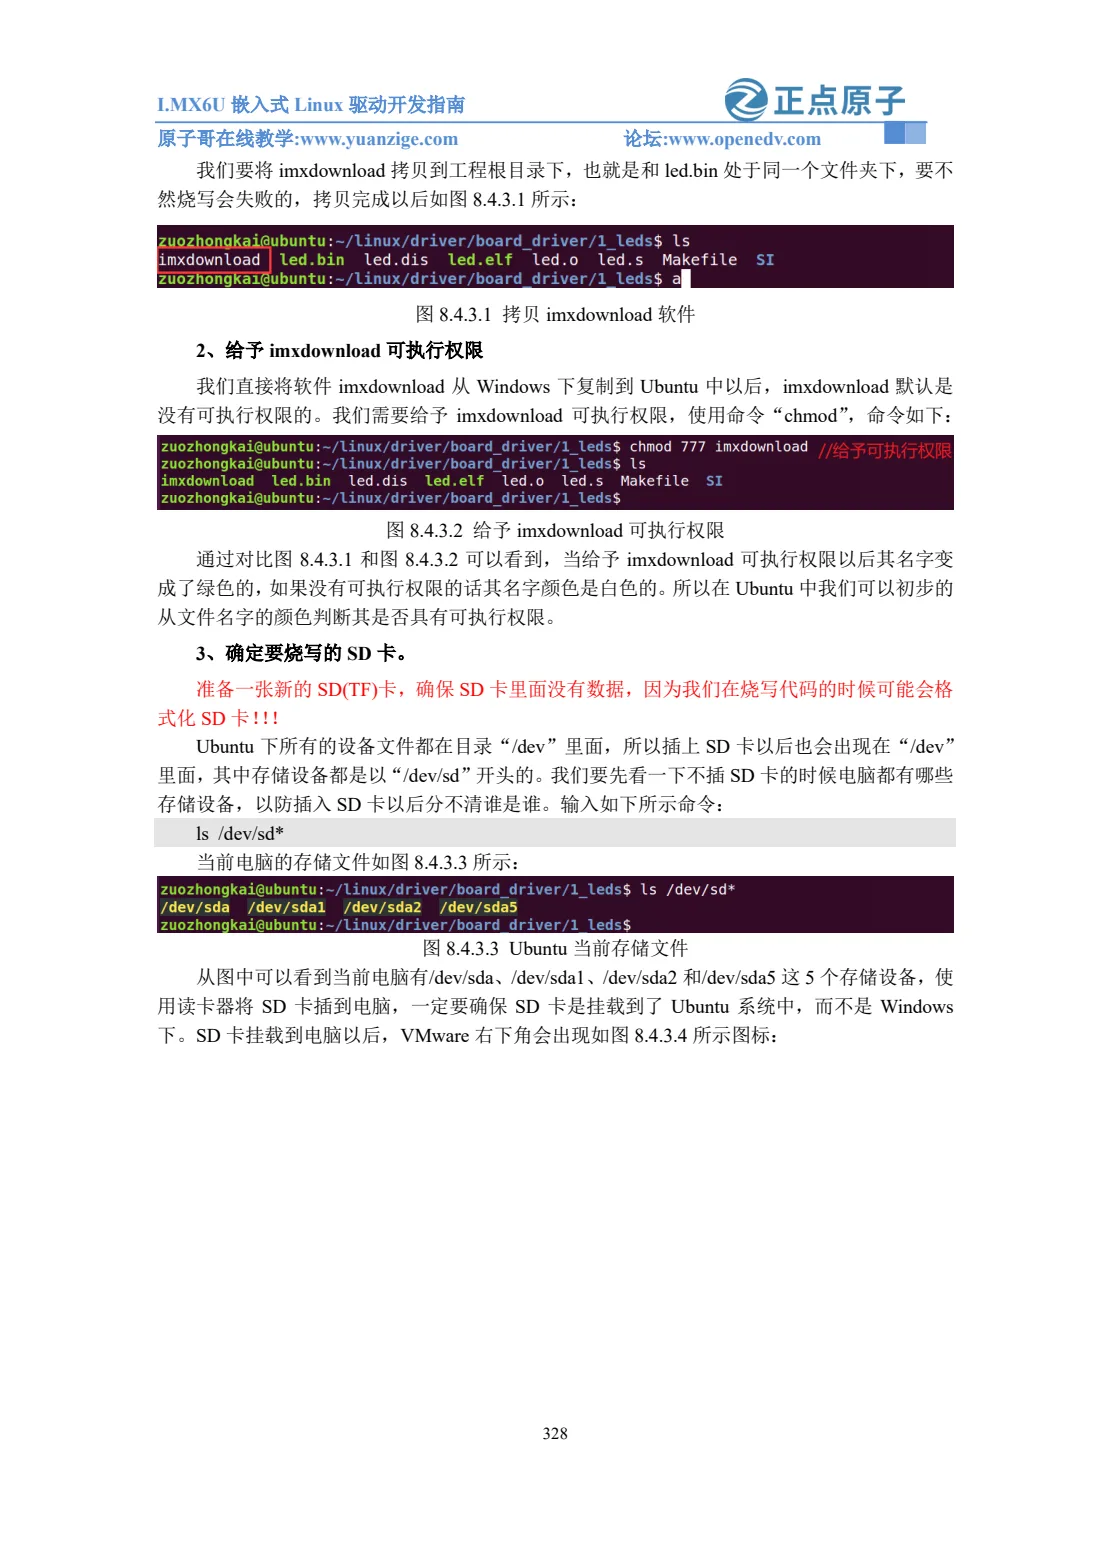 I.MX6U 嵌入式 Linux 驱动开发指南
正点原子
原子哥在线教学:www.yuanzige.com 论坛:www.openedv.com
我们要将 imxdownload 拷贝到工程根目录下，也就是和 led.bin 处于同一个文件夹下，要不
然烧写会失败的，拷贝完成以后如图 8.4.3.1 所示：
zuozhongkai@ubuntu:~/linux/driver/board_driver/1_leds$ ls
imxdownload led.bin led.dis led.elf led.o led.s Makefile SI
zuozhongkai@ubuntu:~/linux/driver/board_driver/1_leds$ a
图 8.4.3.1 拷贝 imxdownload 软件
2、给予 imxdownload 可执行权限
我们直接将软件 imxdownload 从 Windows 下复制到 Ubuntu 中以后，imxdownload 默认是
没有可执行权限的。我们需要给予 imxdownload 可执行权限，使用命令“chmod”，命令如下：
zuozhongkai@ubuntu:~/linux/driver/board_driver/1_leds$ chmod 777 imxdownload //给予可执行权限
zuozhongkai@ubuntu:~/linux/driver/board_driver/1_leds$ ls
imxdownload led.bin led.dis led.elf led.o led.s Makefile SI
zuozhongkai@ubuntu:~/linux/driver/board_driver/1_leds$
图 8.4.3.2 给予 imxdownload 可执行权限
通过对比图 8.4.3.1 和图 8.4.3.2 可以看到，当给予 imxdownload 可执行权限以后其名字变
成了绿色的，如果没有可执行权限的话其名字颜色是白色的。所以在 Ubuntu 中我们可以初步的
从文件名字的颜色判断其是否具有可执行权限。
3、确定要烧写的 SD 卡。
准备一张新的 SD(TF)卡，确保 SD 卡里面没有数据，因为我们在烧写代码的时候可能会格
式化 SD 卡！！！
Ubuntu 下所有的设备文件都在目录“/dev”里面，所以插上 SD 卡以后也会出现在“/dev”
里面，其中存储设备都是以“/dev/sd”开头的。我们要先看一下不插 SD 卡的时候电脑都有哪些
存储设备，以防插入 SD 卡以后分不清谁是谁。输入如下所示命令：
ls /dev/sd*
当前电脑的存储文件如图 8.4.3.3 所示：
zuozhongkai@ubuntu:~/linux/driver/board_driver/1_leds$ ls /dev/sd*
/dev/sda /dev/sda1 /dev/sda2 /dev/sda5
zuozhongkai@ubuntu:~/linux/driver/board_driver/1_leds$
图 8.4.3.3 Ubuntu 当前存储文件
从图中可以看到当前电脑有/dev/sda、/dev/sda1、/dev/sda2 和/dev/sda5 这 5 个存储设备，使
用读卡器将 SD 卡插到电脑，一定要确保 SD 卡是挂载到了 Ubuntu 系统中，而不是 Windows
下。SD 卡挂载到电脑以后，VMware 右下角会出现如图 8.4.3.4 所示图标：
328